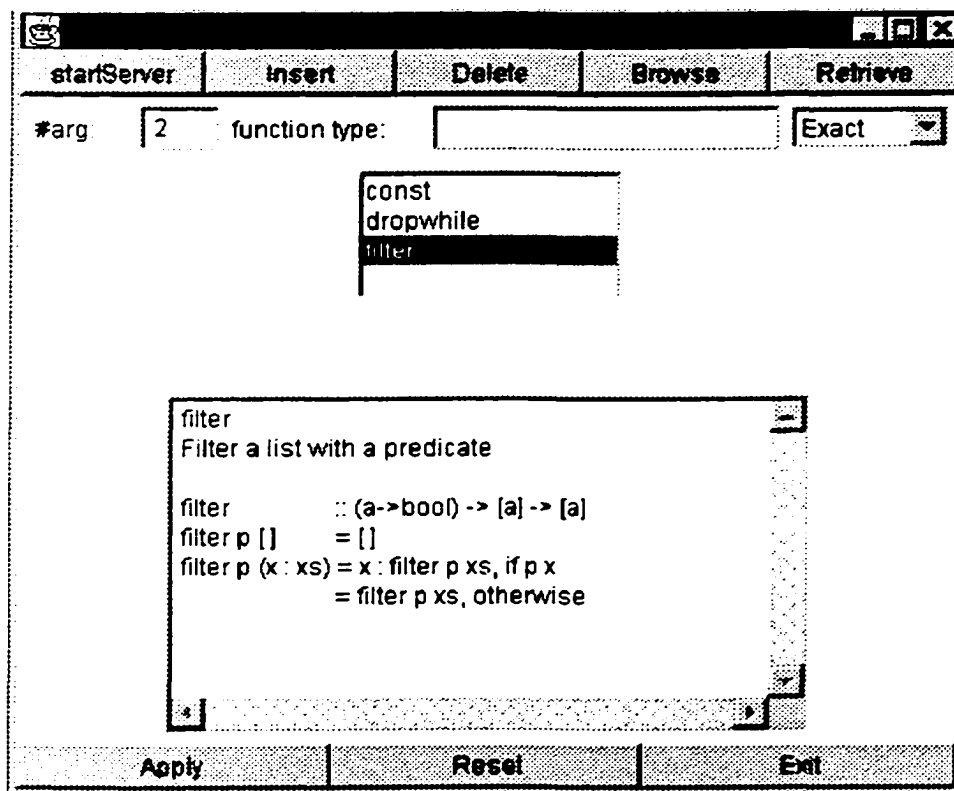 startServer Insert Delete Browse Retrieve
#arg: 2 function type: Exact
const
dropwhile
filter
filter
Filter a list with a predicate
filter :: (a->bool) -> [a] -> [a]
filter p [] = []
filter p (x : xs) = x : filter p xs, if p x
= filter p xs, otherwise
Apply Reset Exit